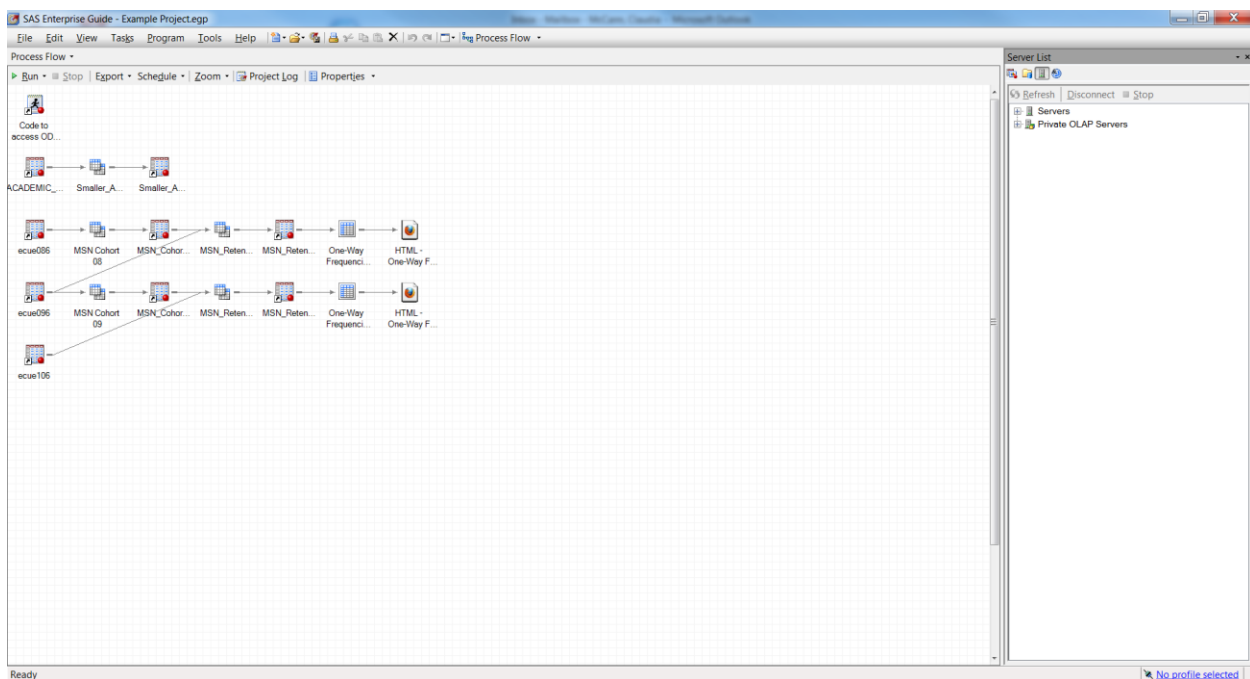 SAS Enterprise Guide - Example Project.egp
File Edit View Tasks Program Tools Help Process Flow
Process Flow
Server List
Run Stop Export Schedule Zoom Project Log Properties
Refresh Disconnect Stop
Servers
Private OLAP Servers
Code to
access OD...
ACADEMIC_... Smaller_A... Smaller_A...
ecue086 MSN Cohort MSN_Cohor... MSN_Reten... MSN_Reten... One-Way HTML -
08 Frequenci... One-Way F...
ecue096 MSN Cohort MSN_Cohor... MSN_Reten... MSN_Reten... One-Way HTML -
09 Frequenci... One-Way F...
ecue106
Ready
No profile selected